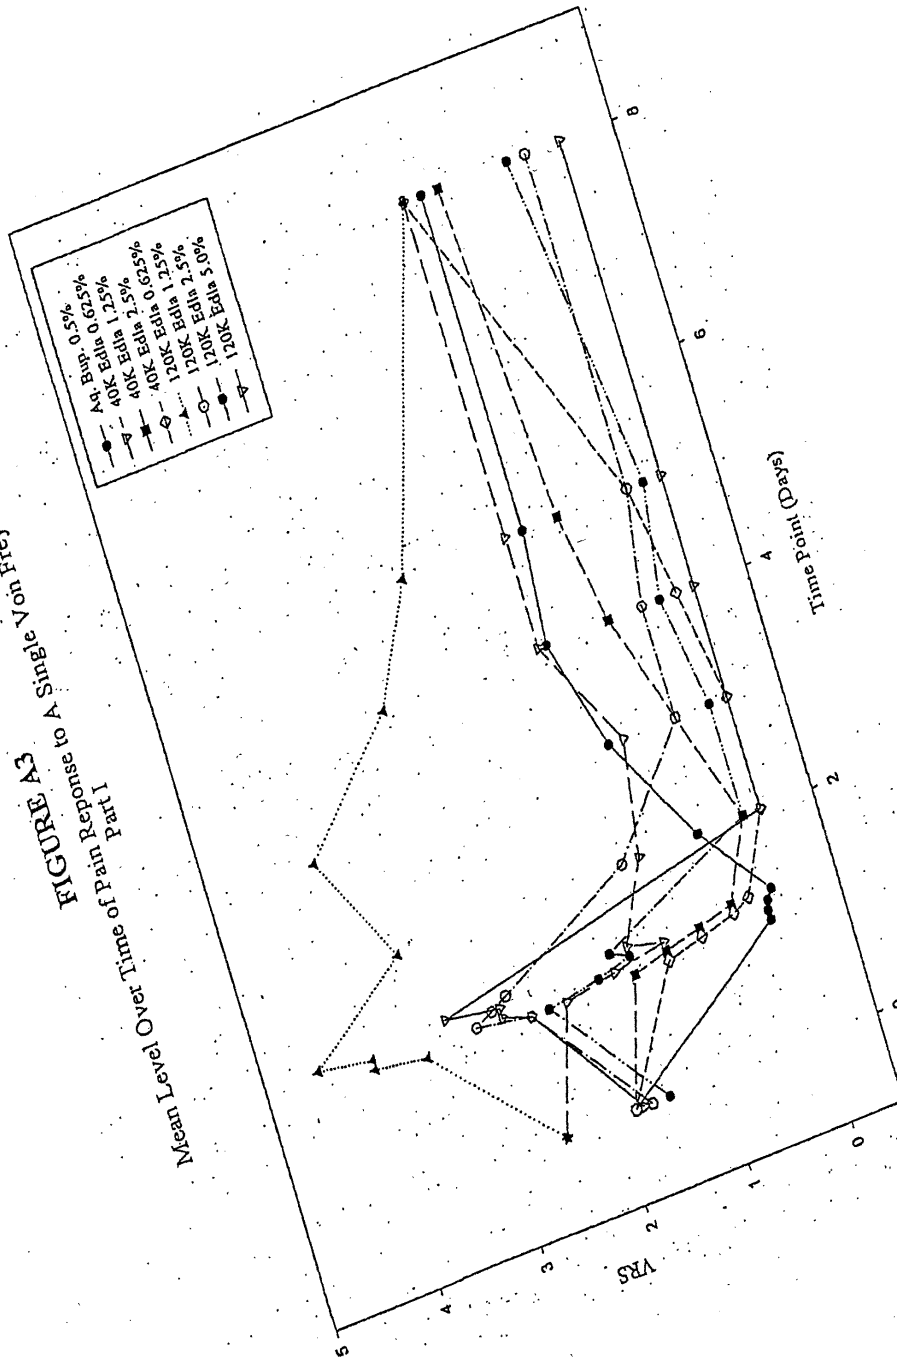 FIGURE A3
Mean Level Over Time of Pain Reponse to A Single Von Frey
Part I
Aq. Bup. 0.5%
40K Edla 0.625%
40K Edla 1.25%
40K Edla 2.5%
40K Edla 0.625%
120K Edla 1.25%
120K Edla 2.5%
120K Edla 5.0%
5
4
3
2
1
0
VRS
0
2
4
6
8
Time Point (Days)